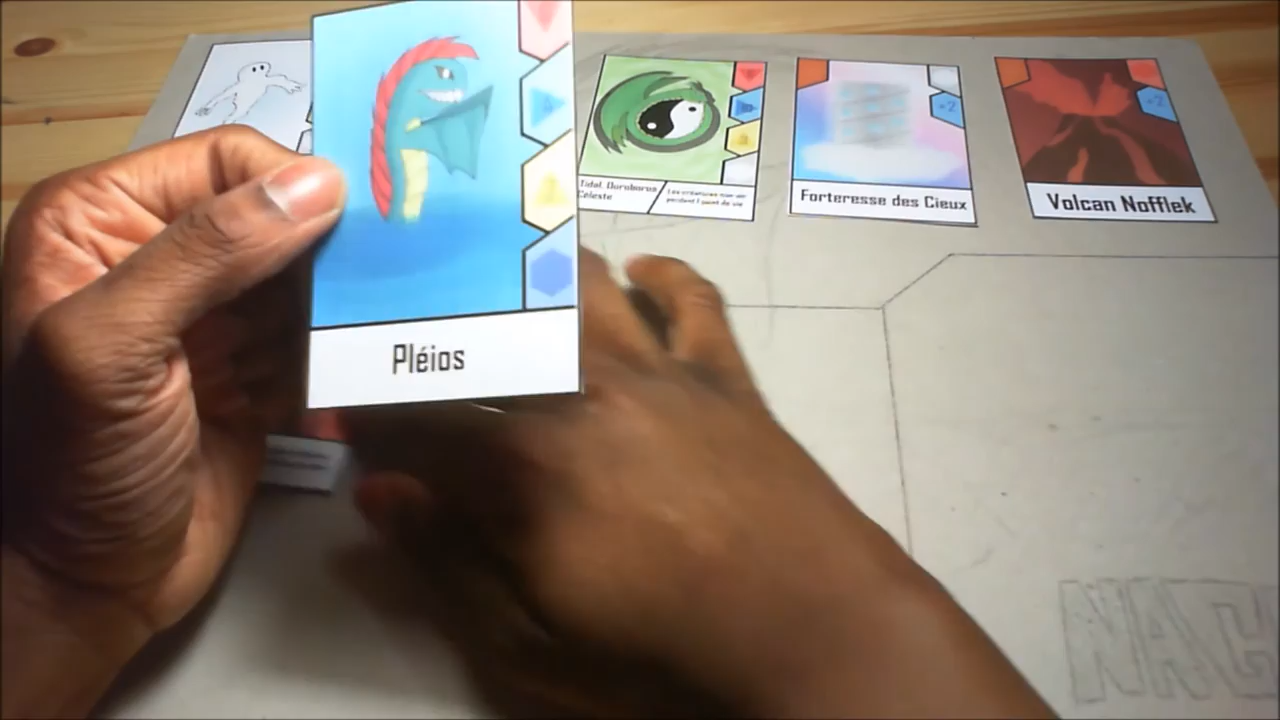 Pléios
Tidal, Ouroboros
Céleste
Les créatures non-air
perdent 1 point de vie
+2
Forteresse des Cieux
+2
Volcan Nofflek
NAC